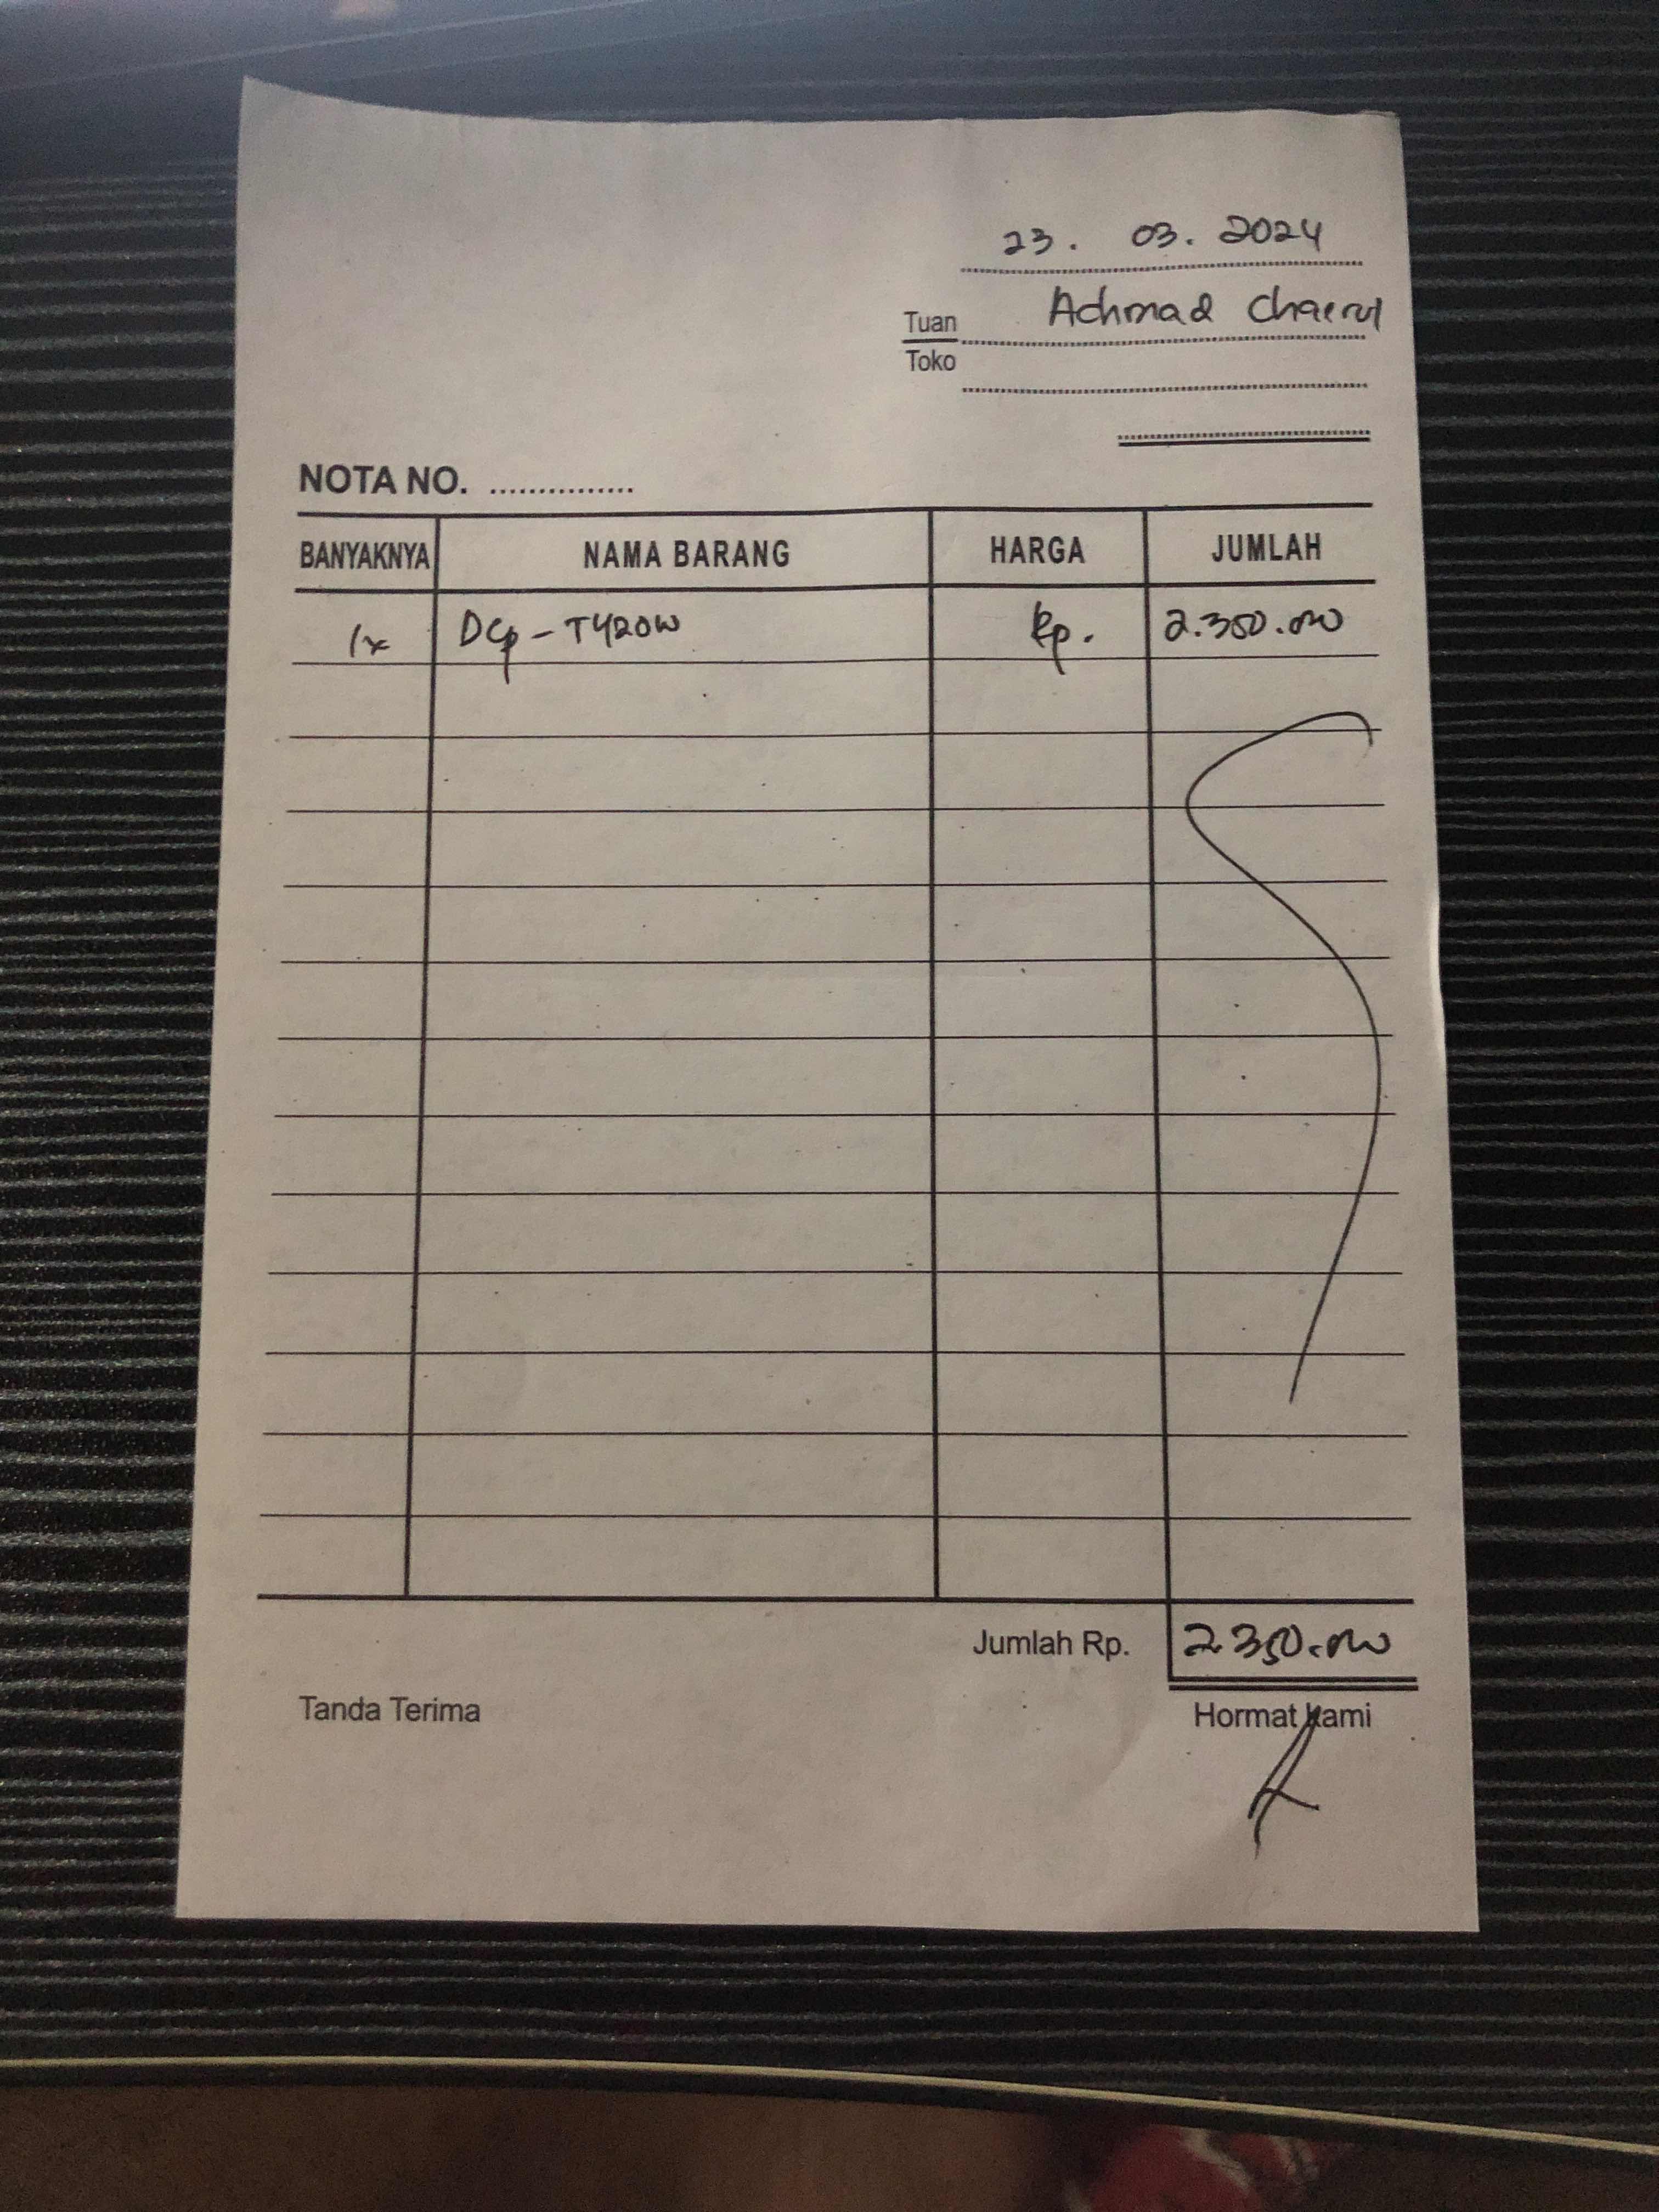 23. 03. 2024
Tuan Achmad Chaerul
Toko
NOTA NO. ...............
BANYAKNYA NAMA BARANG HARGA JUMLAH
1x DCP-T420W Rp. 2.350.000
Jumlah Rp. 2.350.000
Tanda Terima Hormat Kami